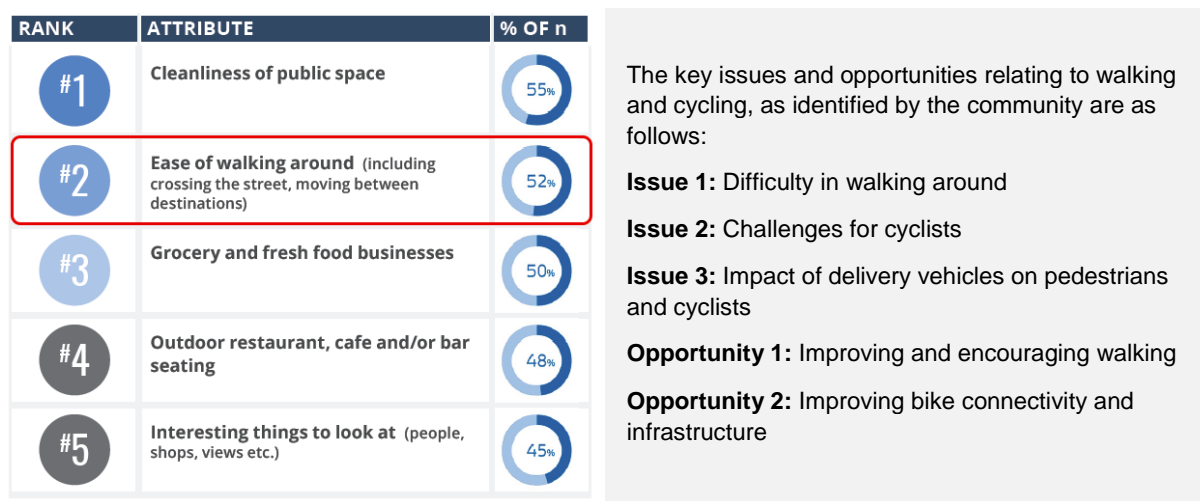 RANK ATTRIBUTE % OF n
#1 Cleanliness of public space 55%
#2 Ease of walking around (including
crossing the street, moving between
destinations) 52%
#3 Grocery and fresh food businesses 50%
#4 Outdoor restaurant, cafe and/or bar
seating 48%
#5 Interesting things to look at (people,
shops, views etc.) 45%
The key issues and opportunities relating to walking
and cycling, as identified by the community are as
follows:
Issue 1: Difficulty in walking around
Issue 2: Challenges for cyclists
Issue 3: Impact of delivery vehicles on pedestrians
and cyclists
Opportunity 1: Improving and encouraging walking
Opportunity 2: Improving bike connectivity and
infrastructure